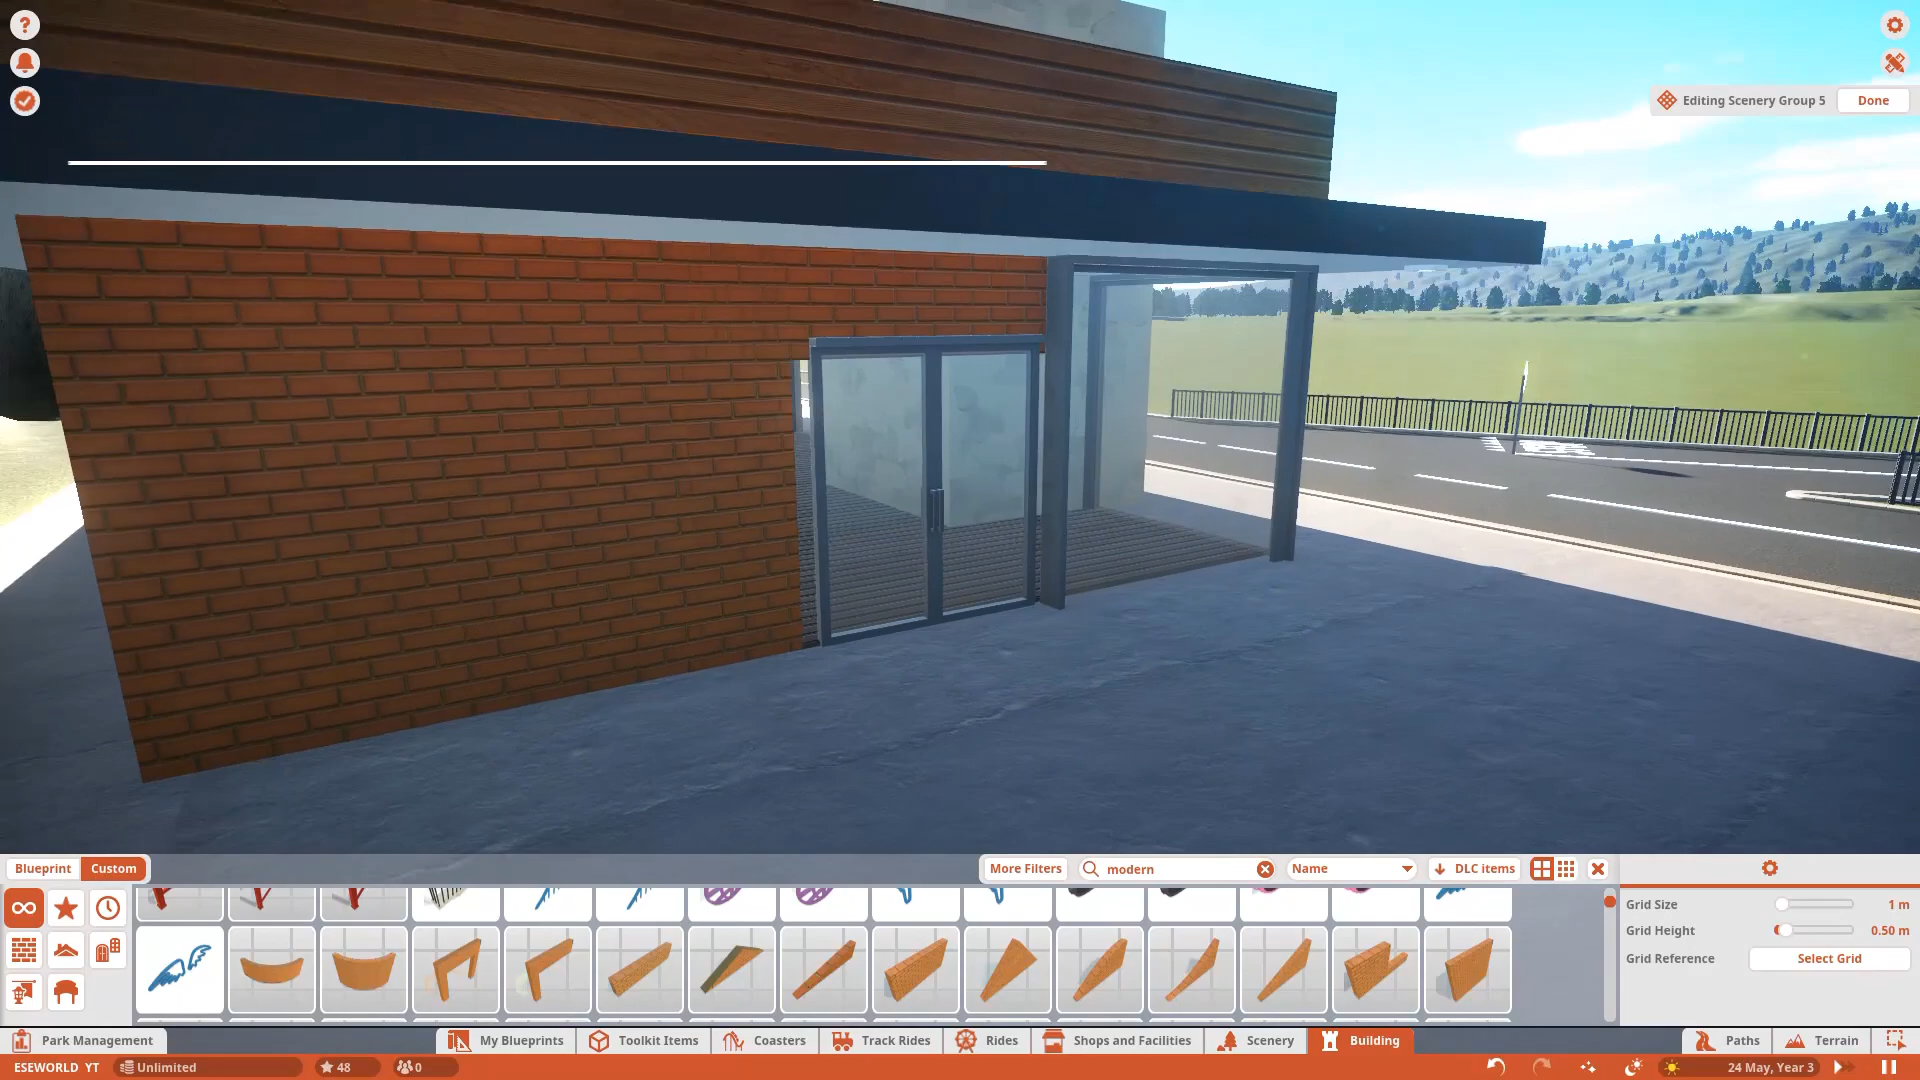 ?
Editing Scenery Group 5
Done
Blueprint
Custom
More Filters
modern
Name
DLC items
Grid Size
1 m
Grid Height
0.50 m
Grid Reference
Select Grid
Park Management
My Blueprints
Toolkit Items
Coasters
Track Rides
Rides
Shops and Facilities
Scenery
Building
Paths
Terrain
ESEWORLD YT
Unlimited
48
0
24 May, Year 3